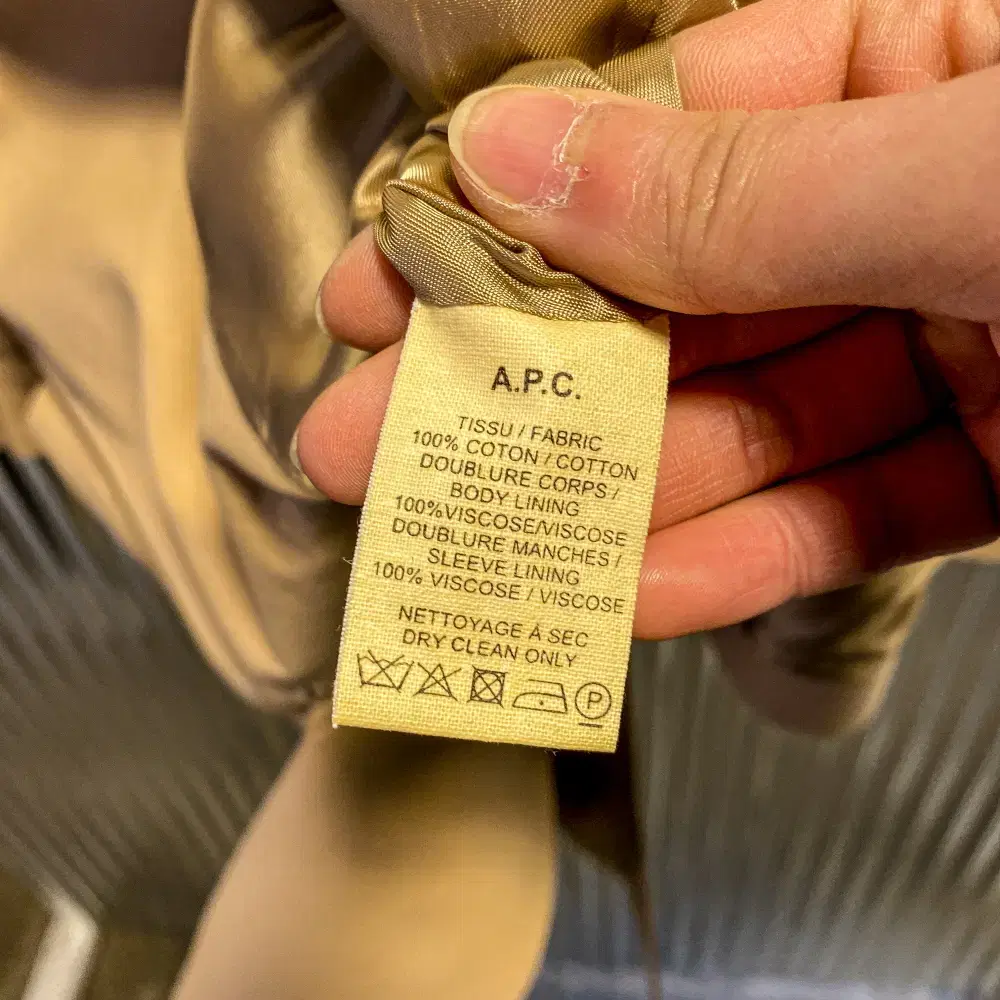 A.P.C.
TISSU / FABRIC
100% COTON / COTTON
DOUBLURE CORPS /
BODY LINING
100%VISCOSE/VISCOSE
DOUBLURE MANCHES /
SLEEVE LINING
100% VISCOSE / VISCOSE
NETTOYAGE À SEC
DRY CLEAN ONLY
P